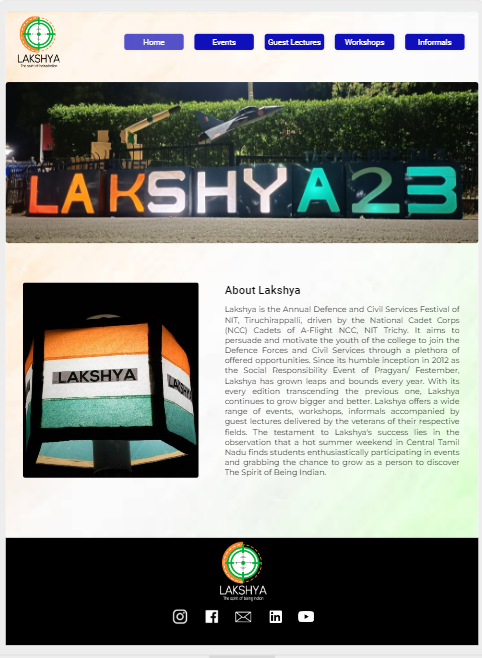 LAKSHYA
The spirit of being Indian
Home
Events
Guest Lectures
Workshops
Informals
LAKSHYA23
LAKSHYA
About Lakshya
Lakshya is the Annual Defence and Civil Services Festival of
NIT, Tiruchirappalli, driven by the National Cadet Corps
(NCC) Cadets of A-Flight NCC, NIT Trichy. It aims to
persuade and motivate the youth of the college to join the
Defence Forces and Civil Services through a plethora of
offered opportunities. Since its humble inception in 2012 as
the Social Responsibility Event of Pragyan/ Festember,
Lakshya has grown leaps and bounds every year. With its
every edition transcending the previous one, Lakshya
continues to grow bigger and better. Lakshya offers a wide
range of events, workshops, informals accompanied by
guest lectures delivered by the veterans of their respective
fields. The testament to Lakshya's success lies in the
observation that a hot summer weekend in Central Tamil
Nadu finds students enthusiastically participating in events
and grabbing the chance to grow as a person to discover
The Spirit of Being Indian.
LAKSHYA
The spirit of being Indian